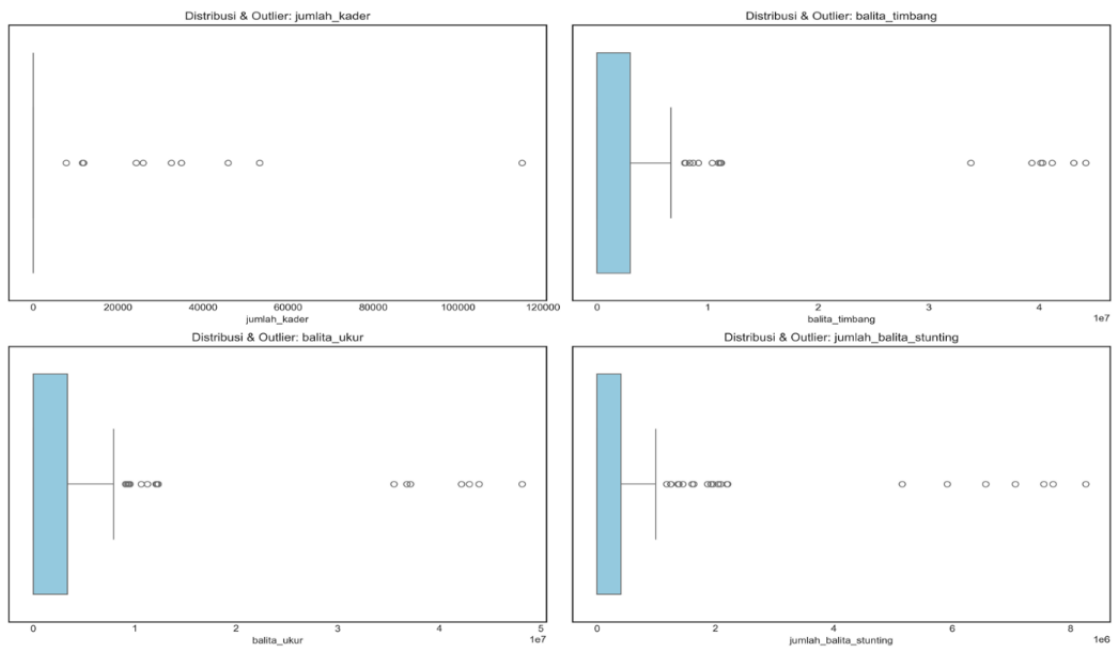 Distribusi & Outlier: jumlah_kader
0 20000 40000 60000 80000 100000 120000
jumlah_kader
Distribusi & Outlier: balita_timbang
0 1 2 3 4
balita_timbang
1e7
Distribusi & Outlier: balita_ukur
0 1 2 3 4 5
balita_ukur
1e7
Distribusi & Outlier: jumlah_balita_stunting
0 2 4 6 8
jumlah_balita_stunting
1e6